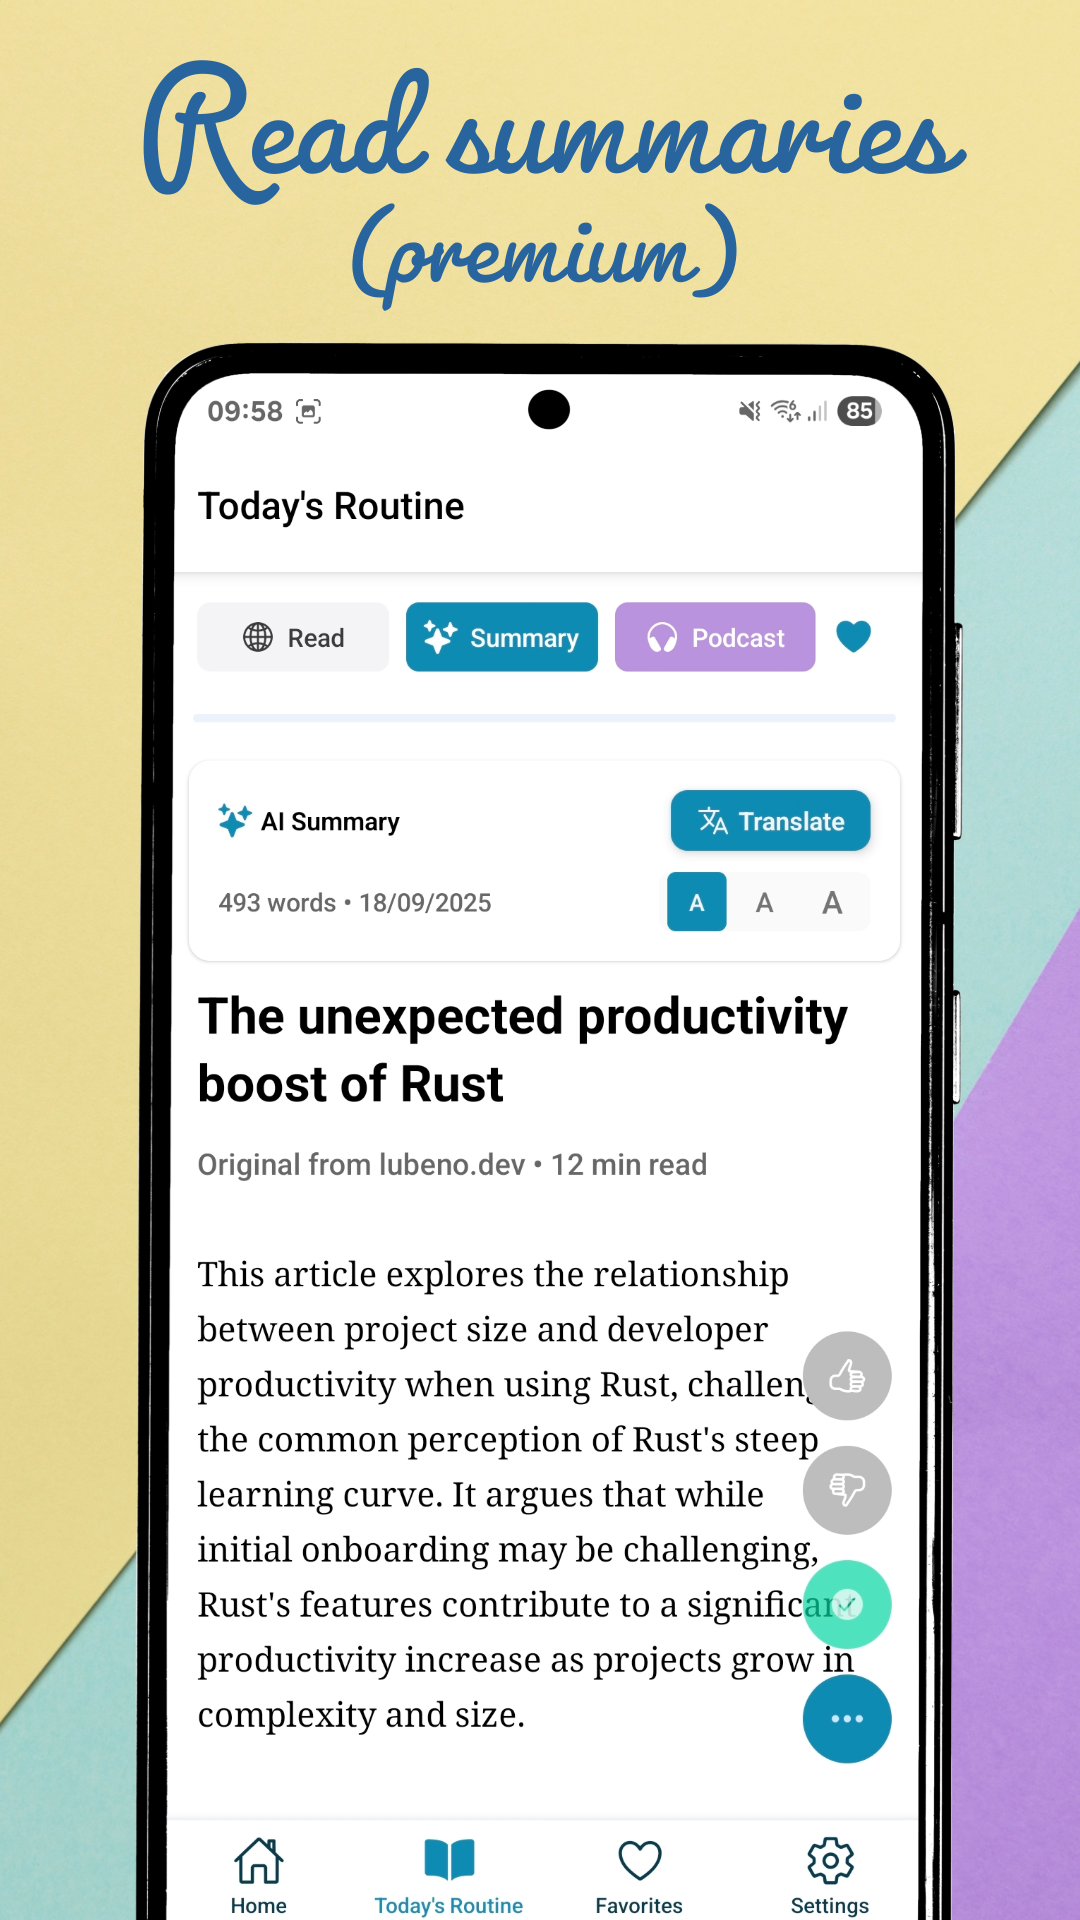 Read summaries
(premium)
09:58
85
Today's Routine
Read
Summary
Podcast
AI Summary
Translate
493 words • 18/09/2025
A A A
The unexpected productivity
boost of Rust
Original from lubeno.dev • 12 min read
This article explores the relationship
between project size and developer
productivity when using Rust,
the common perception of Rust's steep
learning curve. It argues that while
initial onboarding may be challenging,
Rust's features contribute to a significant
productivity increase as projects grow in
complexity and size.
Home
Today's Routine
Favorites
Settings